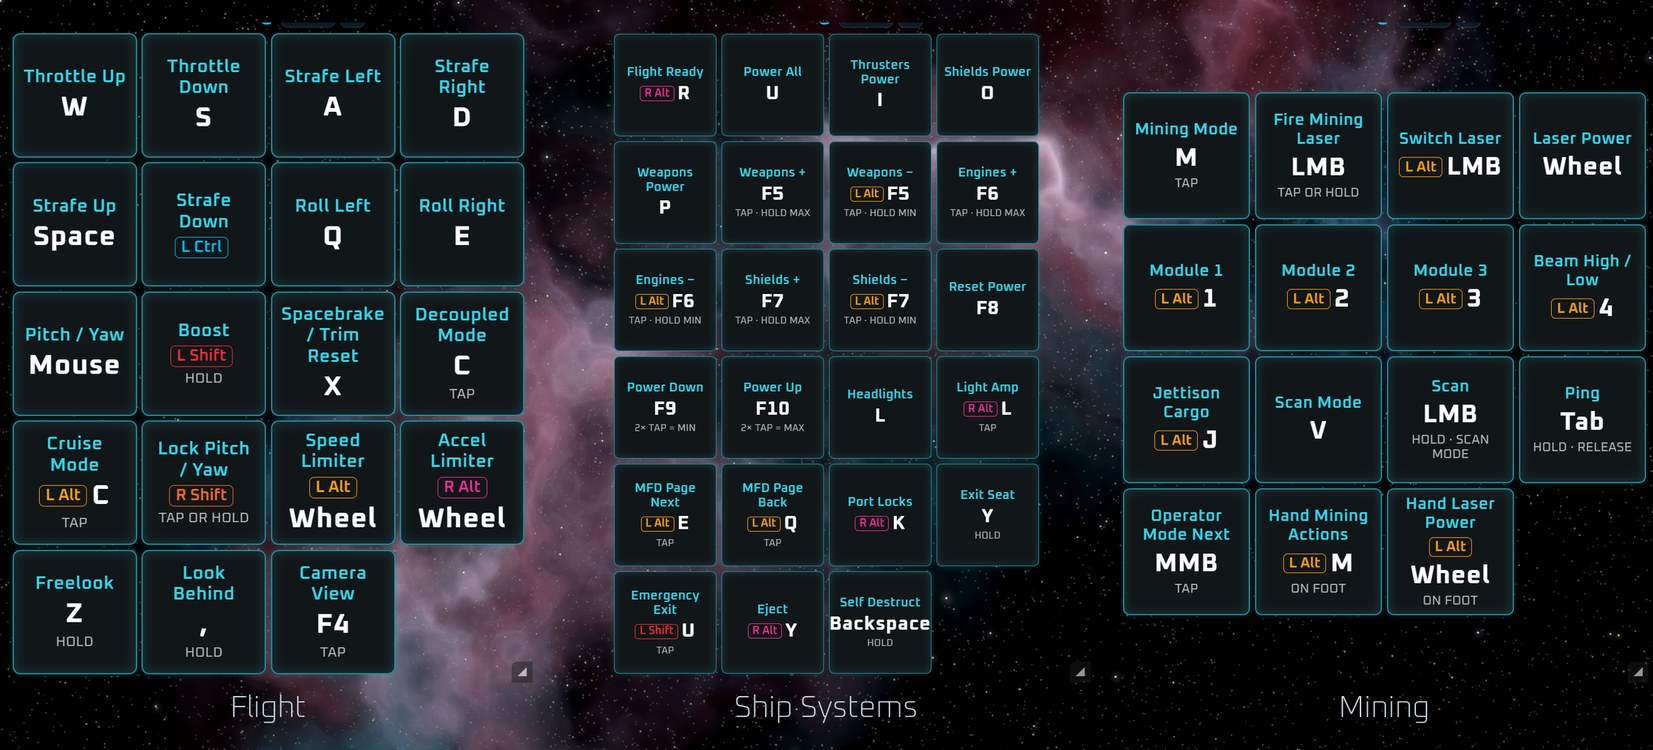 Throttle Up
W
Throttle
Down
S
Strafe Left
A
Strafe
Right
D
Strafe Up
Space
Strafe
Down
L Ctrl
Roll Left
Q
Roll Right
E
Pitch / Yaw
Mouse
Boost
L Shift
HOLD
Spacebrake
/ Trim
Reset
X
Decoupled
Mode
C
TAP
Cruise
Mode
L Alt C
TAP
Lock Pitch
/ Yaw
R Shift
TAP OR HOLD
Speed
Limiter
L Alt
Wheel
Accel
Limiter
R Alt
Wheel
Freelook
Z
HOLD
Look
Behind
,
HOLD
Camera
View
F4
TAP
Flight
Flight Ready
R Alt R
Power All
U
Thrusters
Power
I
Shields Power
O
Weapons
Power
P
Weapons +
F5
TAP · HOLD MAX
Weapons −
L Alt F5
TAP · HOLD MIN
Engines +
F6
TAP · HOLD MAX
Engines −
L Alt F6
TAP · HOLD MIN
Shields +
F7
TAP · HOLD MAX
Shields −
L Alt F7
TAP · HOLD MIN
Reset Power
F8
Power Down
F9
2× TAP = MIN
Power Up
F10
2× TAP = MAX
Headlights
L
Light Amp
R Alt L
TAP
MFD Page
Next
L Alt E
TAP
MFD Page
Back
L Alt Q
TAP
Port Locks
R Alt K
Exit Seat
Y
HOLD
Emergency
Exit
L Shift U
TAP
Eject
R Alt Y
Self Destruct
Backspace
HOLD
Ship Systems
Mining Mode
M
TAP
Fire Mining
Laser
LMB
TAP OR HOLD
Switch Laser
L Alt LMB
Laser Power
Wheel
Module 1
L Alt 1
Module 2
L Alt 2
Module 3
L Alt 3
Beam High /
Low
L Alt 4
Jettison
Cargo
L Alt J
Scan Mode
V
Scan
LMB
HOLD · SCAN
MODE
Ping
Tab
HOLD · RELEASE
Operator
Mode Next
MMB
TAP
Hand Mining
Actions
L Alt M
ON FOOT
Hand Laser
Power
L Alt
Wheel
ON FOOT
Mining